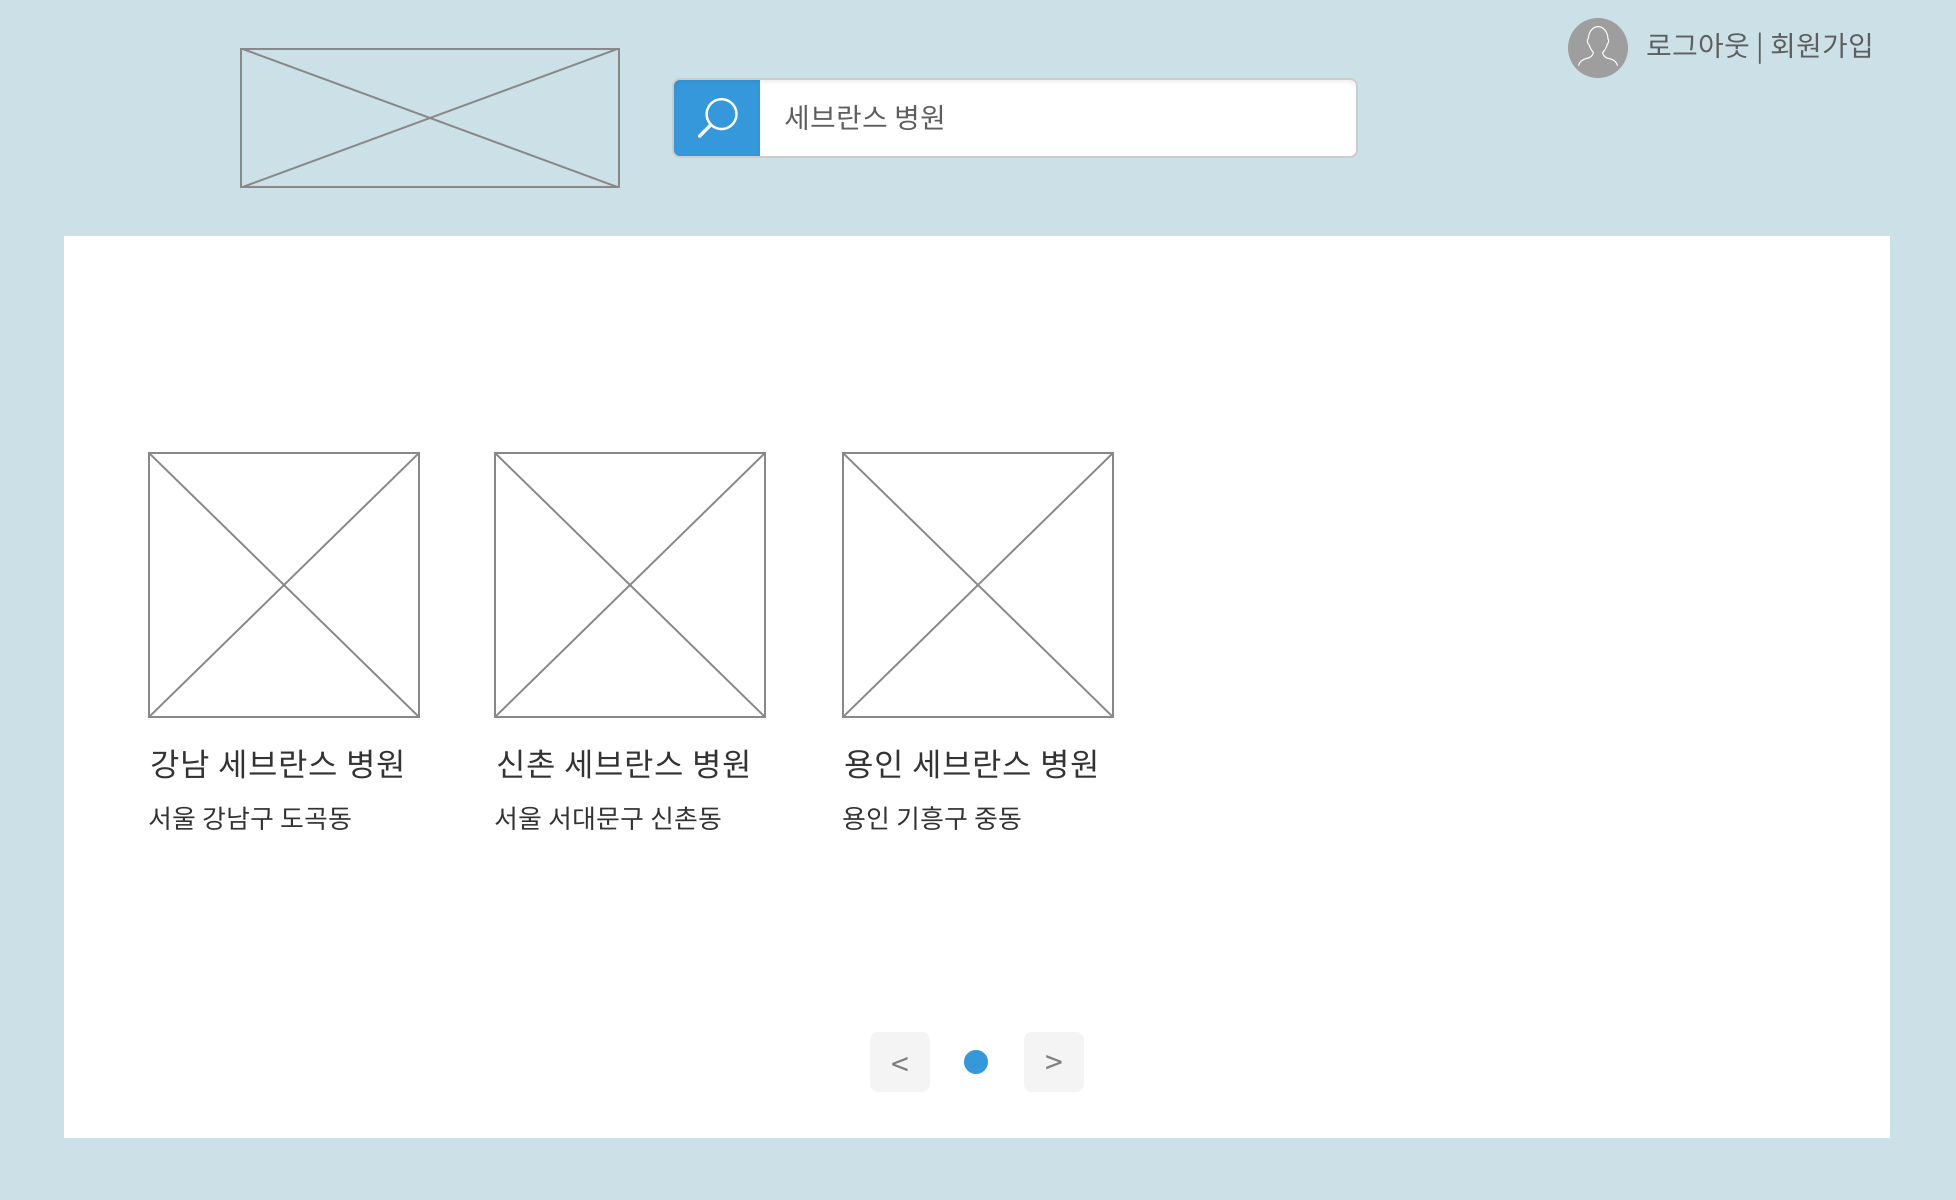 로그아웃 | 회원가입
세브란스 병원
강남 세브란스 병원
서울 강남구 도곡동
신촌 세브란스 병원
서울 서대문구 신촌동
용인 세브란스 병원
용인 기흥구 중동
< >